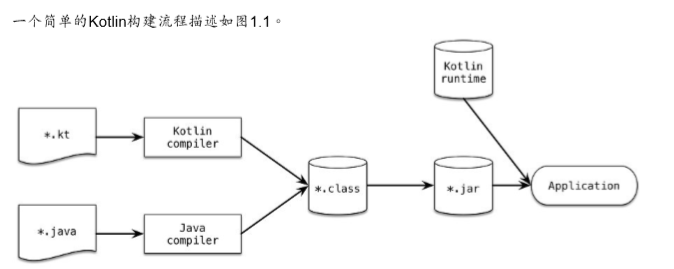 一个简单的Kotlin构建流程描述如图1.1。
Kotlin
runtime
*.kt
Kotlin
compiler
*.class
*.jar
Application
*.java
Java
compiler